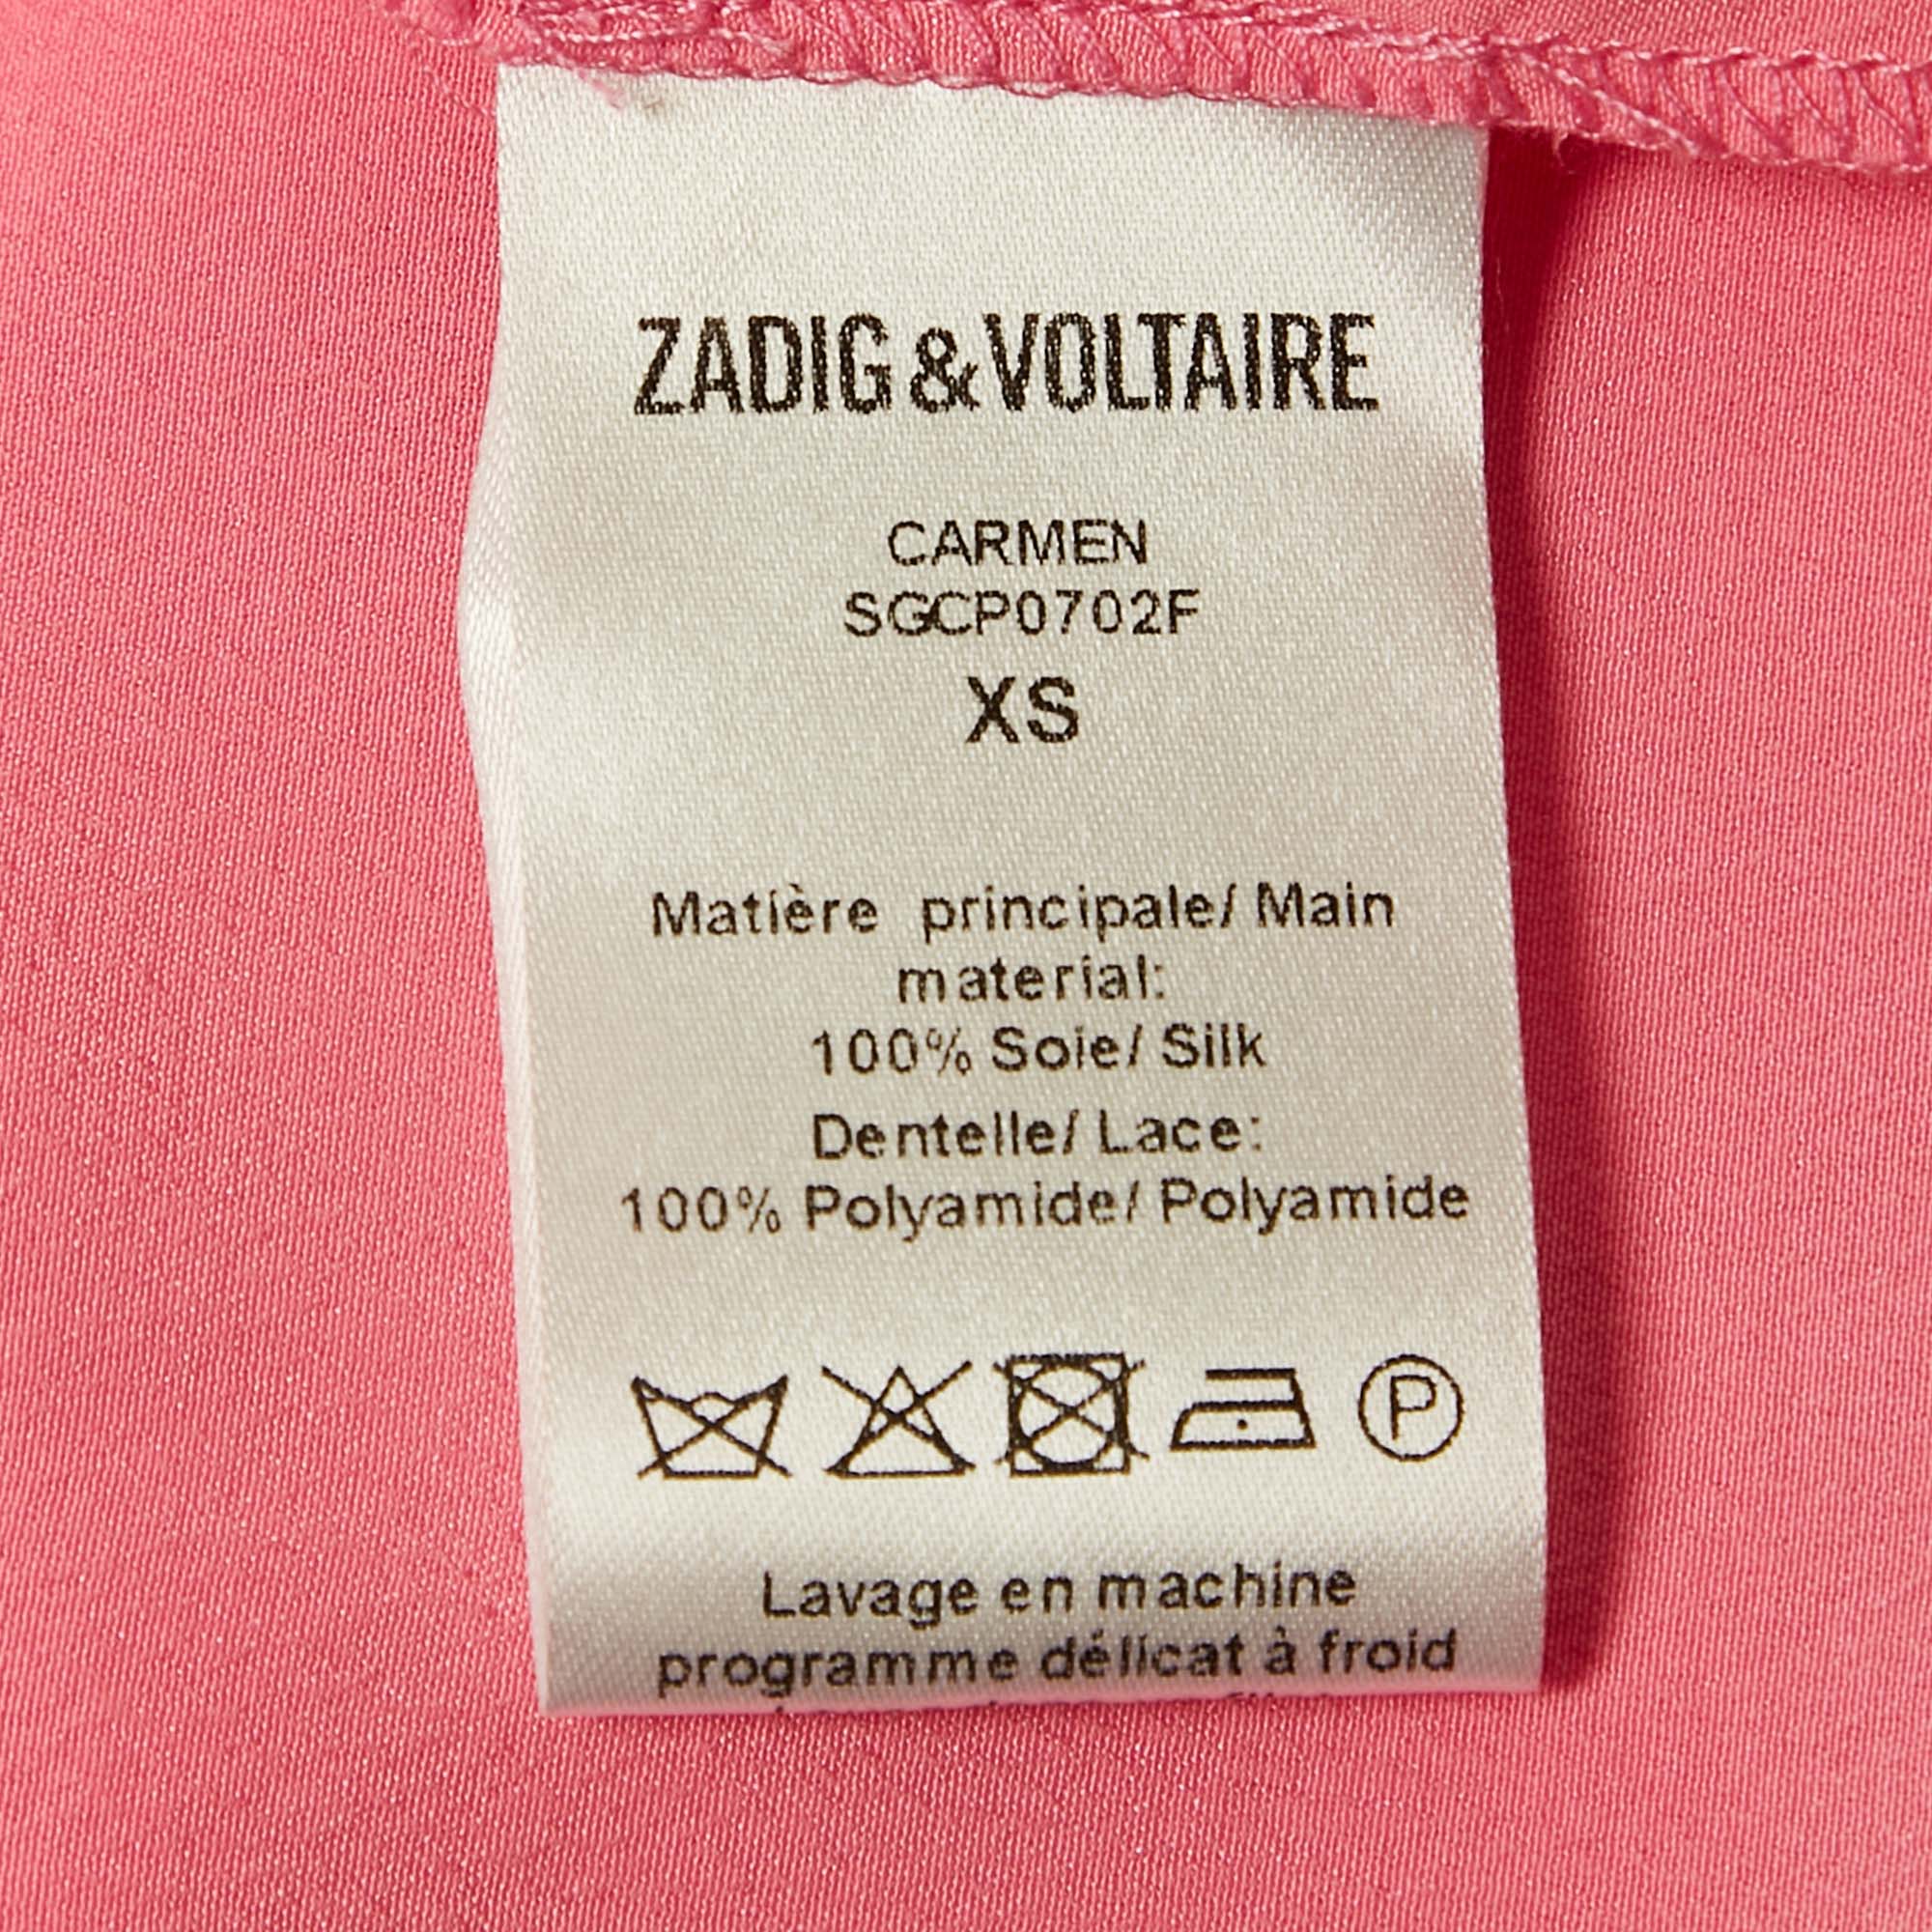 ZADIG & VOLTAIRE
CARMEN
SGCP0702F
XS
Matière principale/ Main
material:
100% Soie/ Silk
Dentelle/ Lace:
100% Polyamide/ Polyamide
P
Lavage en machine
programme délicat à froid